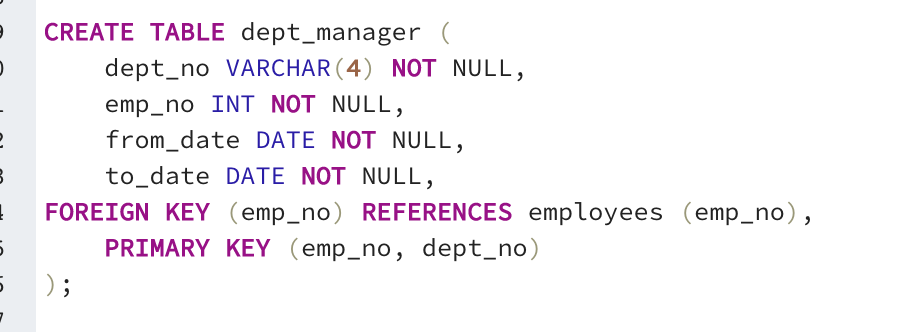 CREATE TABLE dept_manager (
    dept_no VARCHAR(4) NOT NULL,
    emp_no INT NOT NULL,
    from_date DATE NOT NULL,
    to_date DATE NOT NULL,
FOREIGN KEY (emp_no) REFERENCES employees (emp_no),
    PRIMARY KEY (emp_no, dept_no)
);